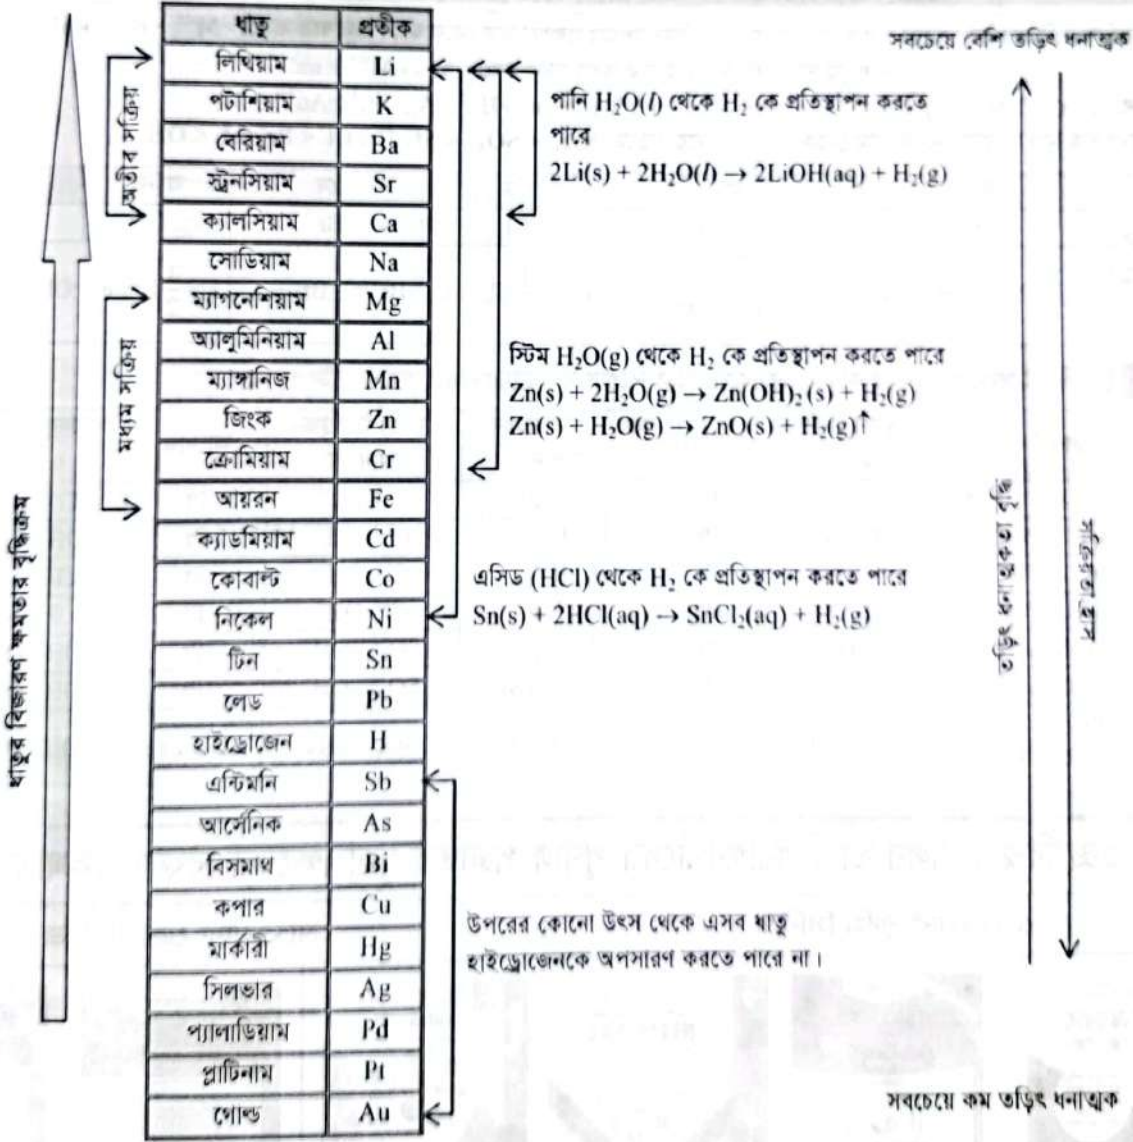 ধাতু প্রতীক
লিথিয়াম Li
পটাশিয়াম K
বেরিয়াম Ba
স্ট্রনসিয়াম Sr
ক্যালসিয়াম Ca
সোডিয়াম Na
ম্যাগনেশিয়াম Mg
অ্যালুমিনিয়াম Al
ম্যাঙ্গানিজ Mn
জিংক Zn
ক্রোমিয়াম Cr
আয়রন Fe
ক্যাডমিয়াম Cd
কোবাল্ট Co
নিকেল Ni
টিন Sn
লেড Pb
হাইড্রোজেন H
এন্টিমনি Sb
আর্সেনিক As
বিসমাথ Bi
কপার Cu
মার্কারী Hg
সিলভার Ag
প্যালাডিয়াম Pd
প্লাটিনাম Pt
গোল্ড Au
ধাতুর বিজারণ ক্ষমতার বৃদ্ধিক্রম
অতীব সক্রিয়
মধ্যম সক্রিয়
পানি H₂O(l) থেকে H₂ কে প্রতিস্থাপন করতে
পারে
2Li(s) + 2H₂O(l) → 2LiOH(aq) + H₂(g)
স্টিম H₂O(g) থেকে H₂ কে প্রতিস্থাপন করতে পারে
Zn(s) + 2H₂O(g) → Zn(OH)₂ (s) + H₂(g)
Zn(s) + H₂O(g) → ZnO(s) + H₂(g)↑
এসিড (HCl) থেকে H₂ কে প্রতিস্থাপন করতে পারে
Sn(s) + 2HCl(aq) → SnCl₂(aq) + H₂(g)
উপরের কোনো উৎস থেকে এসব ধাতু
হাইড্রোজেনকে অপসারণ করতে পারে না।
সবচেয়ে বেশি তড়িৎ ধনাত্মক
তড়িৎ ধনাত্মকতা বৃদ্ধি
সবচেয়ে কম তড়িৎ ধনাত্মক